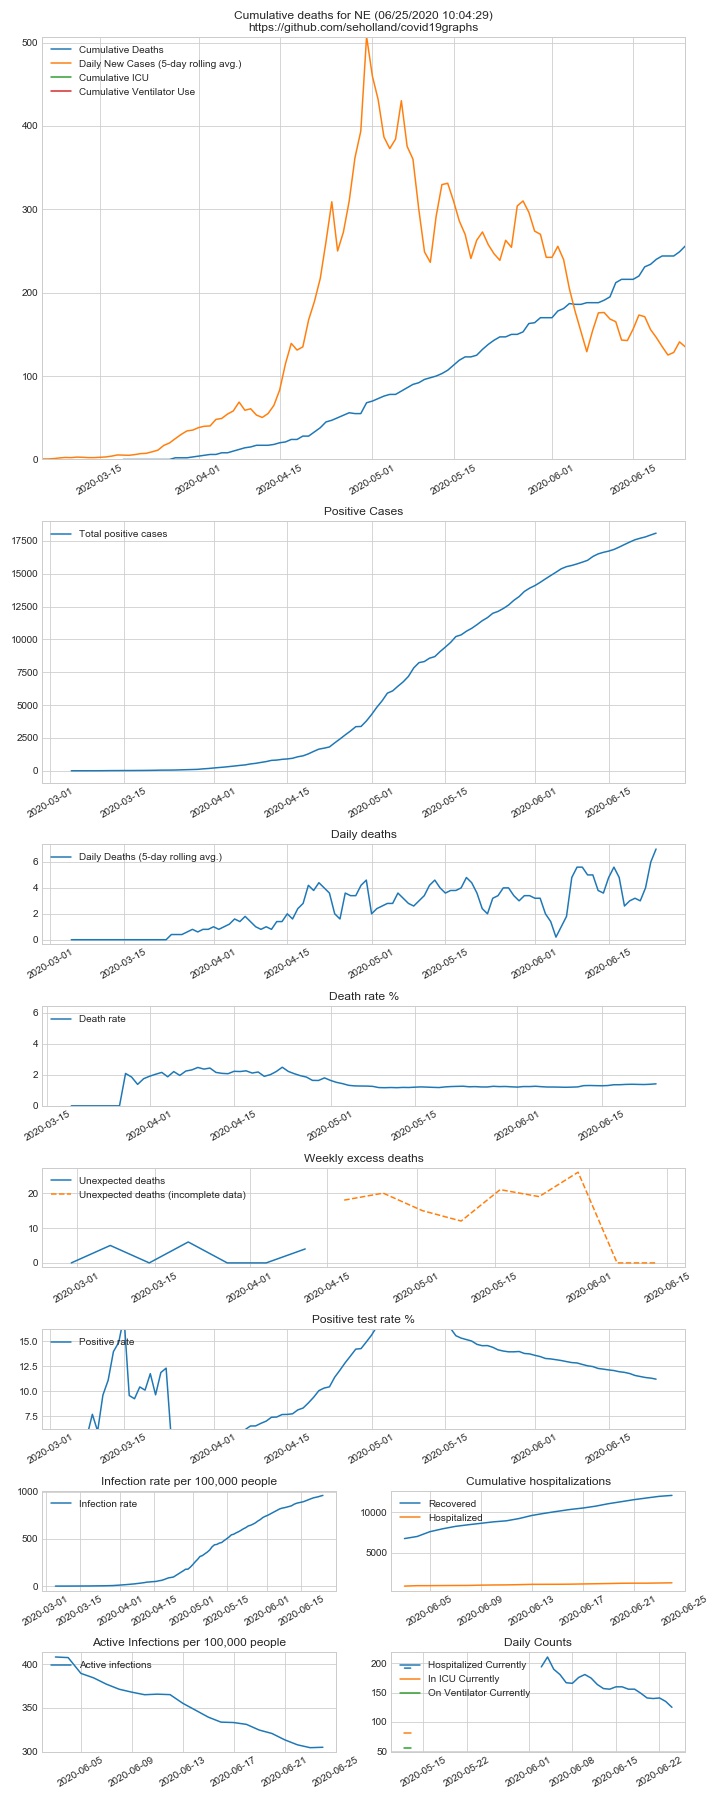 Cumulative deaths for NE (06/25/2020 10:04:29)
https://github.com/seholland/covid19graphs
Cumulative Deaths
Daily New Cases (5-day rolling avg.)
Cumulative ICU
Cumulative Ventilator Use
500
400
300
200
100
0
2020-03-15 2020-04-01 2020-04-15 2020-05-01 2020-05-15 2020-06-01 2020-06-15
Positive Cases
Total positive cases
17500
15000
12500
10000
7500
5000
2500
0
2020-03-01 2020-03-15 2020-04-01 2020-04-15 2020-05-01 2020-05-15 2020-06-01 2020-06-15
Daily deaths
Daily Deaths (5-day rolling avg.)
6
4
2
0
2020-03-01 2020-03-15 2020-04-01 2020-04-15 2020-05-01 2020-05-15 2020-06-01 2020-06-15
Death rate %
Death rate
6
4
2
0
2020-03-15 2020-04-01 2020-04-15 2020-05-01 2020-05-15 2020-06-01 2020-06-15
Weekly excess deaths
Unexpected deaths
Unexpected deaths (incomplete data)
20
10
0
2020-03-01 2020-03-15 2020-04-01 2020-04-15 2020-05-01 2020-05-15 2020-06-01 2020-06-15
Positive test rate %
Positive rate
15.0
12.5
10.0
7.5
2020-03-01 2020-03-15 2020-04-01 2020-04-15 2020-05-01 2020-05-15 2020-06-01 2020-06-15
Infection rate per 100,000 people
Infection rate
1000
500
0
2020-03-01 2020-03-15 2020-04-01 2020-04-15 2020-05-01 2020-05-15 2020-06-01 2020-06-15
Cumulative hospitalizations
Recovered
Hospitalized
10000
5000
2020-06-05 2020-06-09 2020-06-13 2020-06-17 2020-06-21 2020-06-25
Active Infections per 100,000 people
Active infections
400
350
300
2020-06-05 2020-06-09 2020-06-13 2020-06-17 2020-06-21 2020-06-25
Daily Counts
Hospitalized Currently
In ICU Currently
On Ventilator Currently
200
150
100
50
2020-05-15 2020-05-22 2020-06-01 2020-06-08 2020-06-15 2020-06-22